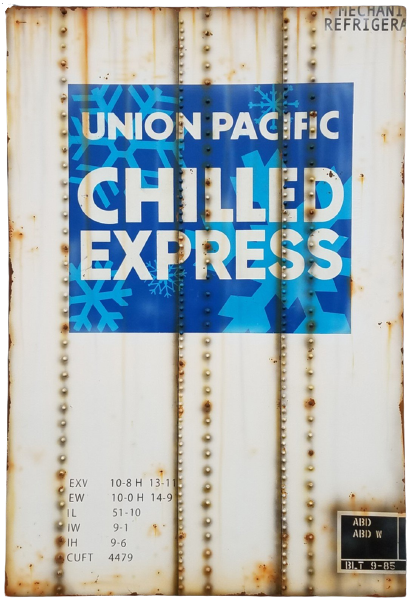 MECHANI
REFRIGERA
UNION PACIFIC
CHILLED
EXPRESS
EXV 10-8 H 13-11
EW 10-0 H 14-9
IL 51-10
IW 9-1
IH 9-6
CUFT 4479
ABD
ABD W
BLT 9-85